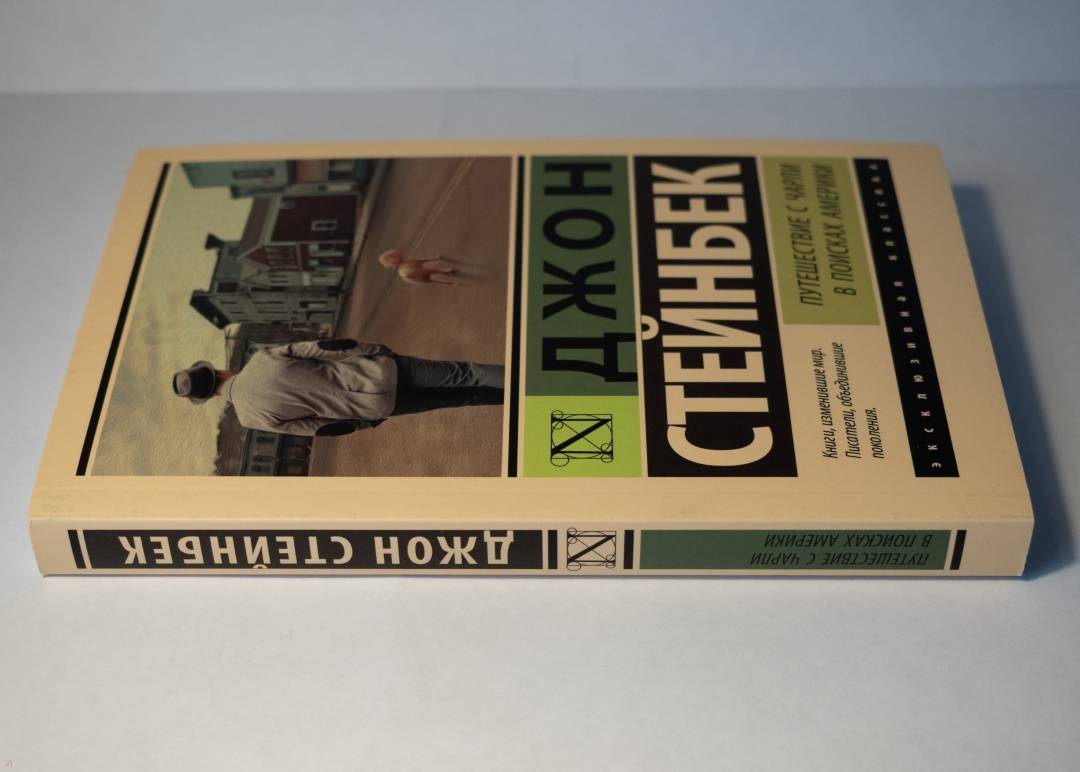 ДЖОН
СТЕЙНБЕК
ПУТЕШЕСТВИЕ С ЧАРЛИ
В ПОИСКАХ АМЕРИКИ
Книги, изменившие мир.
Писатели, объединившие
поколения.
эксклюзивная классика
ДЖОН СТЕЙНБЕК
ПУТЕШЕСТВИЕ С ЧАРЛИ
В ПОИСКАХ АМЕРИКИ